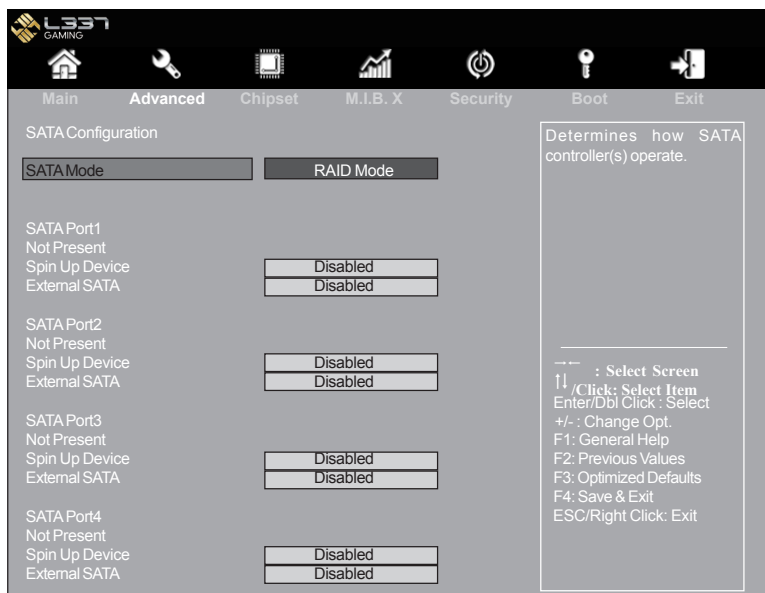 L337
GAMING
Main Advanced Chipset M.I.B. X Security Boot Exit
SATA Configuration
SATA Mode RAID Mode
SATA Port1
Not Present
Spin Up Device Disabled
External SATA Disabled
SATA Port2
Not Present
Spin Up Device Disabled
External SATA Disabled
SATA Port3
Not Present
Spin Up Device Disabled
External SATA Disabled
SATA Port4
Not Present
Spin Up Device Disabled
External SATA Disabled
Determines how SATA
controller(s) operate.
→← : Select Screen
↑↓ /Click: Select Item
Enter/Dbl Click : Select
+/- : Change Opt.
F1: General Help
F2: Previous Values
F3: Optimized Defaults
F4: Save & Exit
ESC/Right Click: Exit